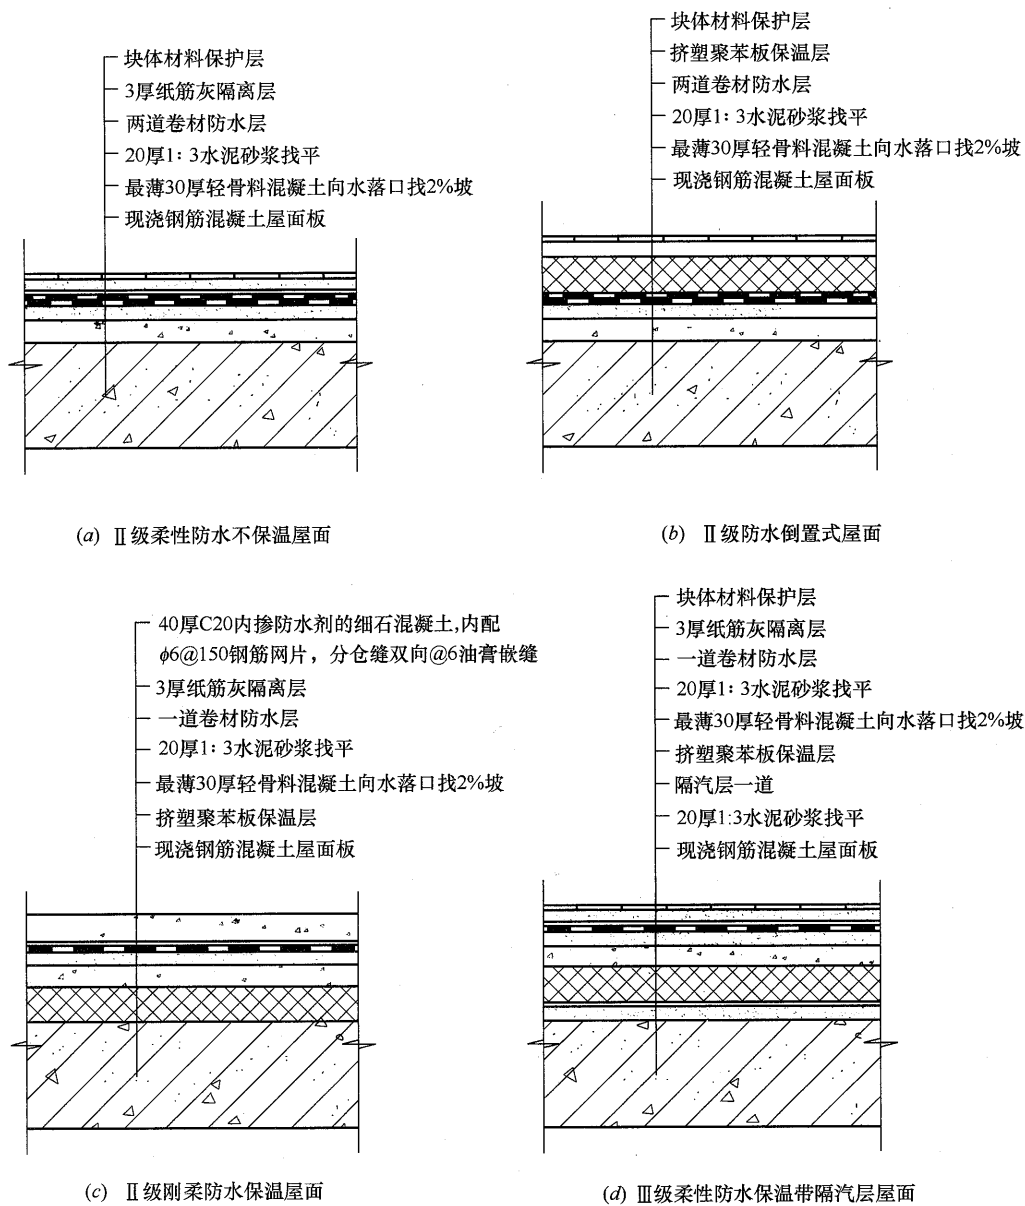 块体材料保护层
3厚纸筋灰隔离层
两道卷材防水层
20厚1：3水泥砂浆找平
最薄30厚轻骨料混凝土向水落口找2%坡
现浇钢筋混凝土屋面板
(a) Ⅱ级柔性防水不保温屋面
块体材料保护层
挤塑聚苯板保温层
两道卷材防水层
20厚1：3水泥砂浆找平
最薄30厚轻骨料混凝土向水落口找2%坡
现浇钢筋混凝土屋面板
(b) Ⅱ级防水倒置式屋面
40厚C20内掺防水剂的细石混凝土,内配
ϕ6@150钢筋网片，分仓缝双向@6油膏嵌缝
3厚纸筋灰隔离层
一道卷材防水层
20厚1：3水泥砂浆找平
最薄30厚轻骨料混凝土向水落口找2%坡
挤塑聚苯板保温层
现浇钢筋混凝土屋面板
(c) Ⅱ级刚柔防水保温屋面
块体材料保护层
3厚纸筋灰隔离层
一道卷材防水层
20厚1：3水泥砂浆找平
最薄30厚轻骨料混凝土向水落口找2%坡
挤塑聚苯板保温层
隔汽层一道
20厚1:3水泥砂浆找平
现浇钢筋混凝土屋面板
(d) Ⅲ级柔性防水保温带隔汽层屋面